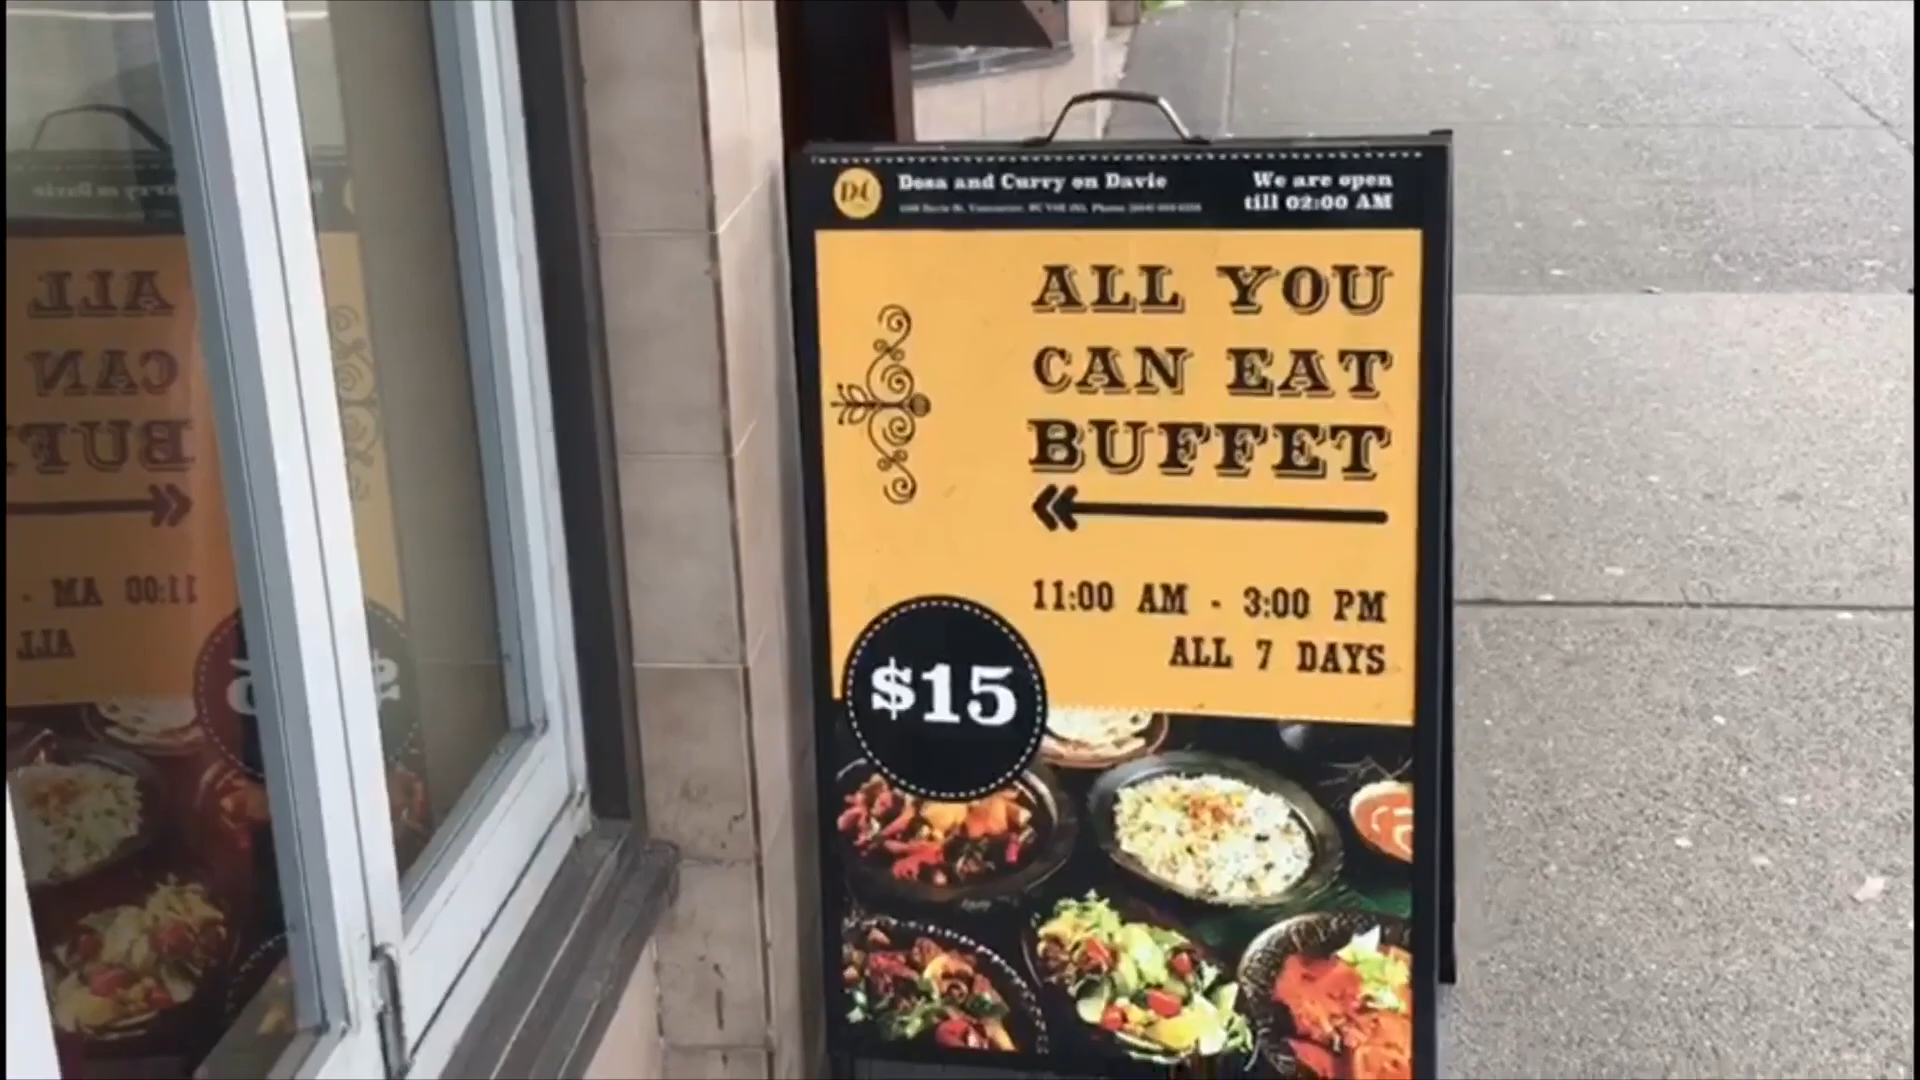 DC
Dosa and Curry on Davie
We are open
till 02:00 AM
ALL YOU
CAN EAT
BUFFET
11:00 AM - 3:00 PM
ALL 7 DAYS
$15